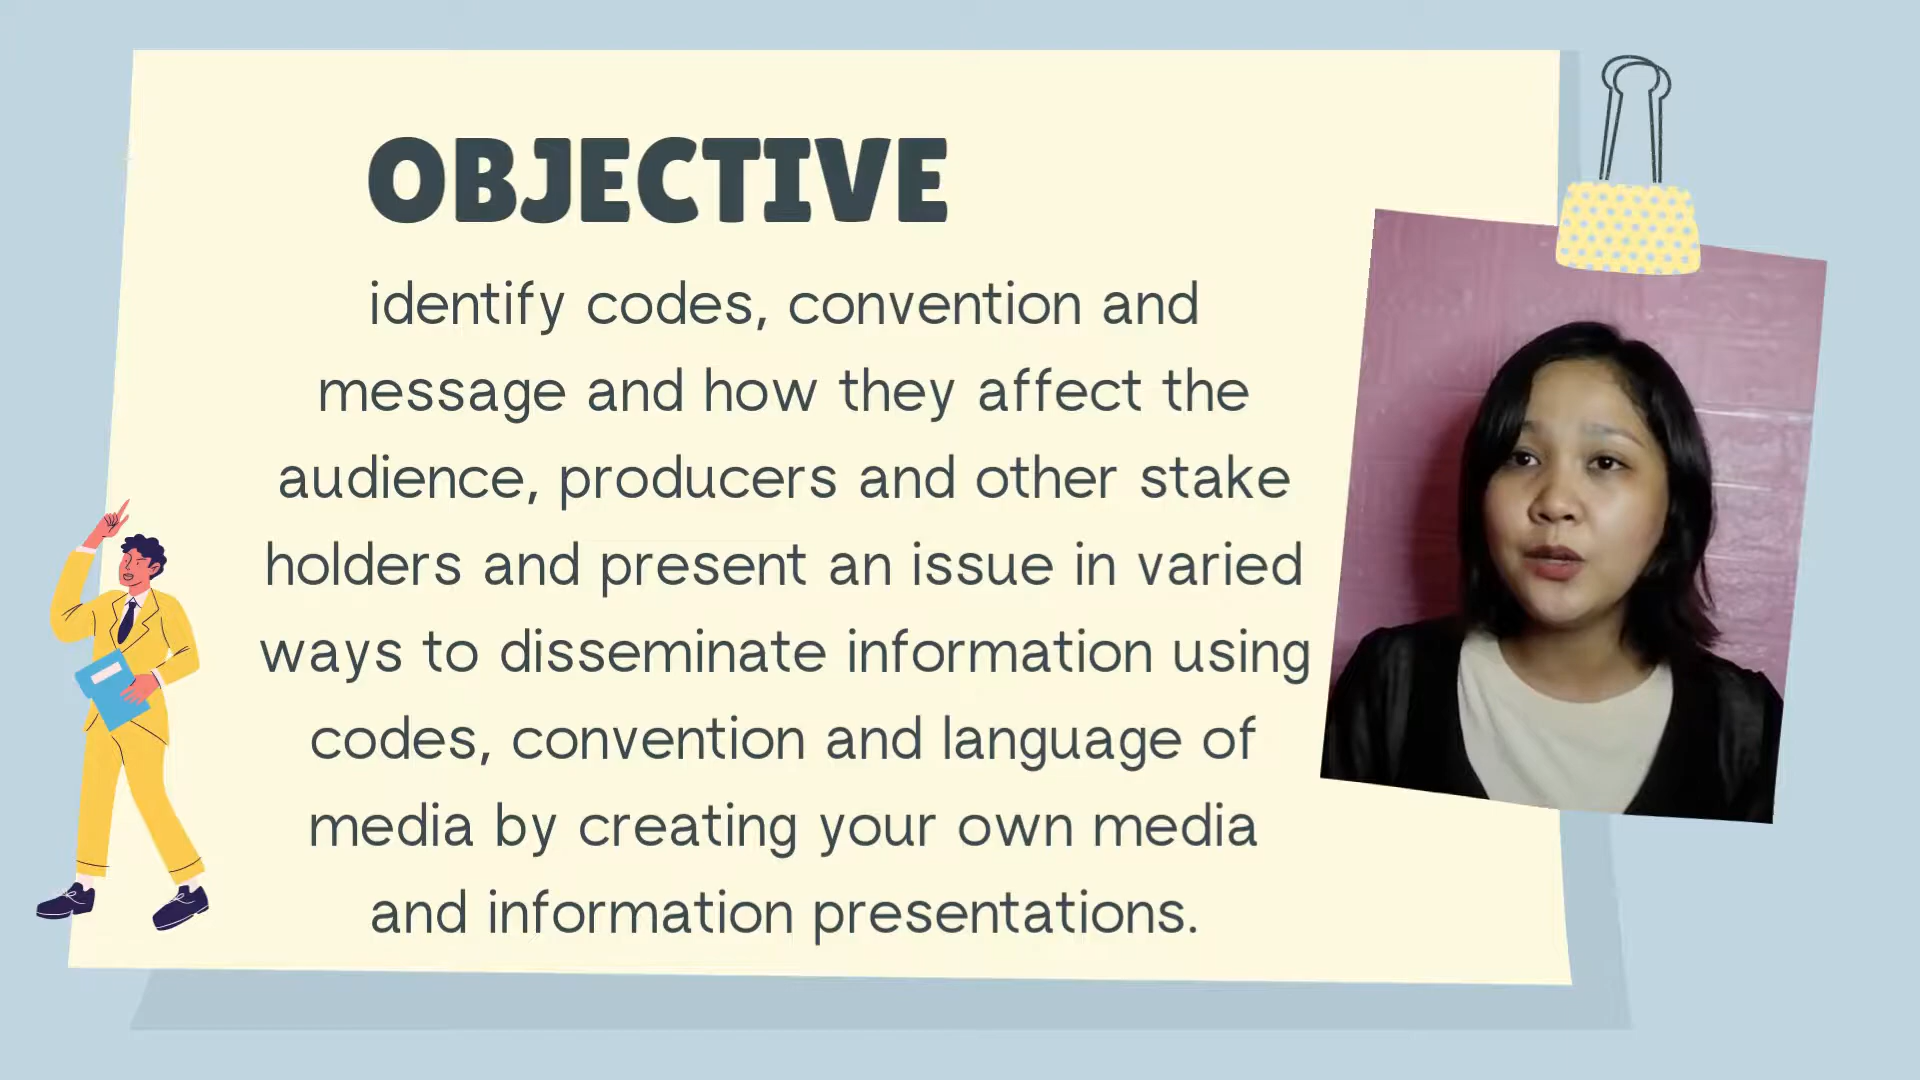 OBJECTIVE
identify codes, convention and
message and how they affect the
audience, producers and other stake
holders and present an issue in varied
ways to disseminate information using
codes, convention and language of
media by creating your own media
and information presentations.